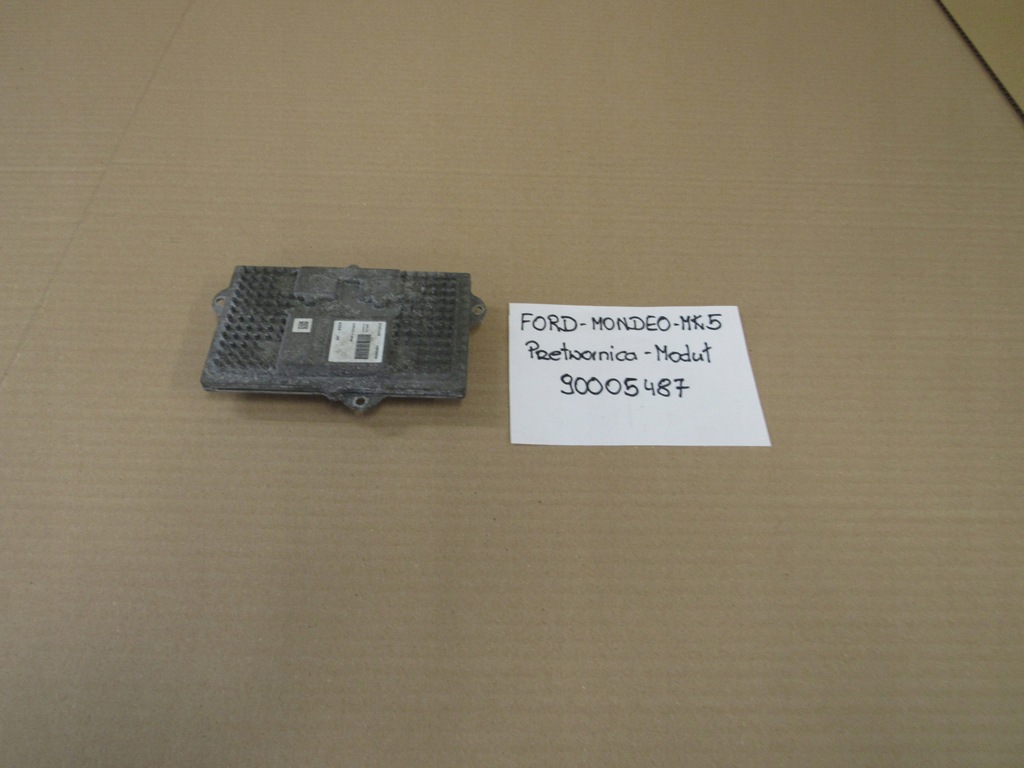 FORD-MONDEO-MK5
Przetwornica-Moduł
90005487